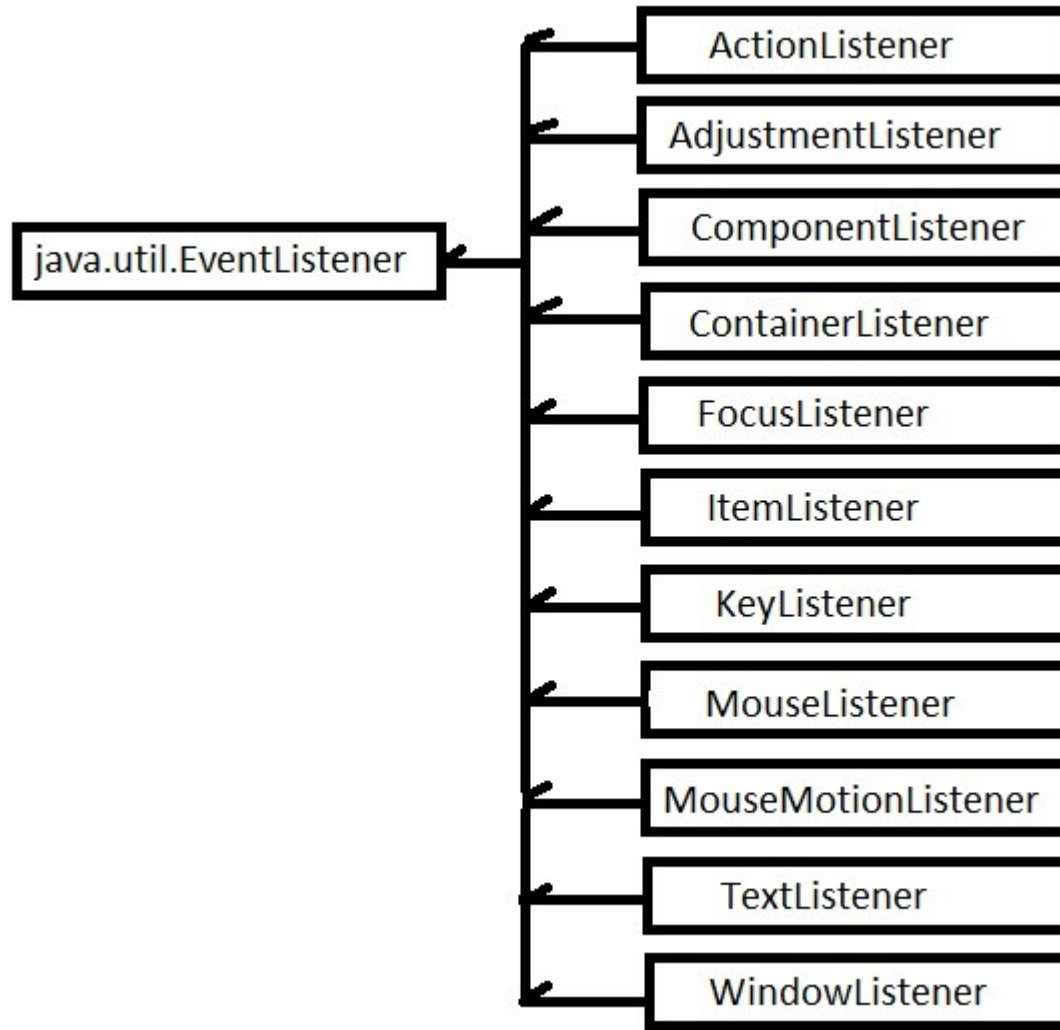 ActionListener
AdjustmentListener
ComponentListener
java.util.EventListener
ContainerListener
FocusListener
ItemListener
KeyListener
MouseListener
MouseMotionListener
TextListener
WindowListener